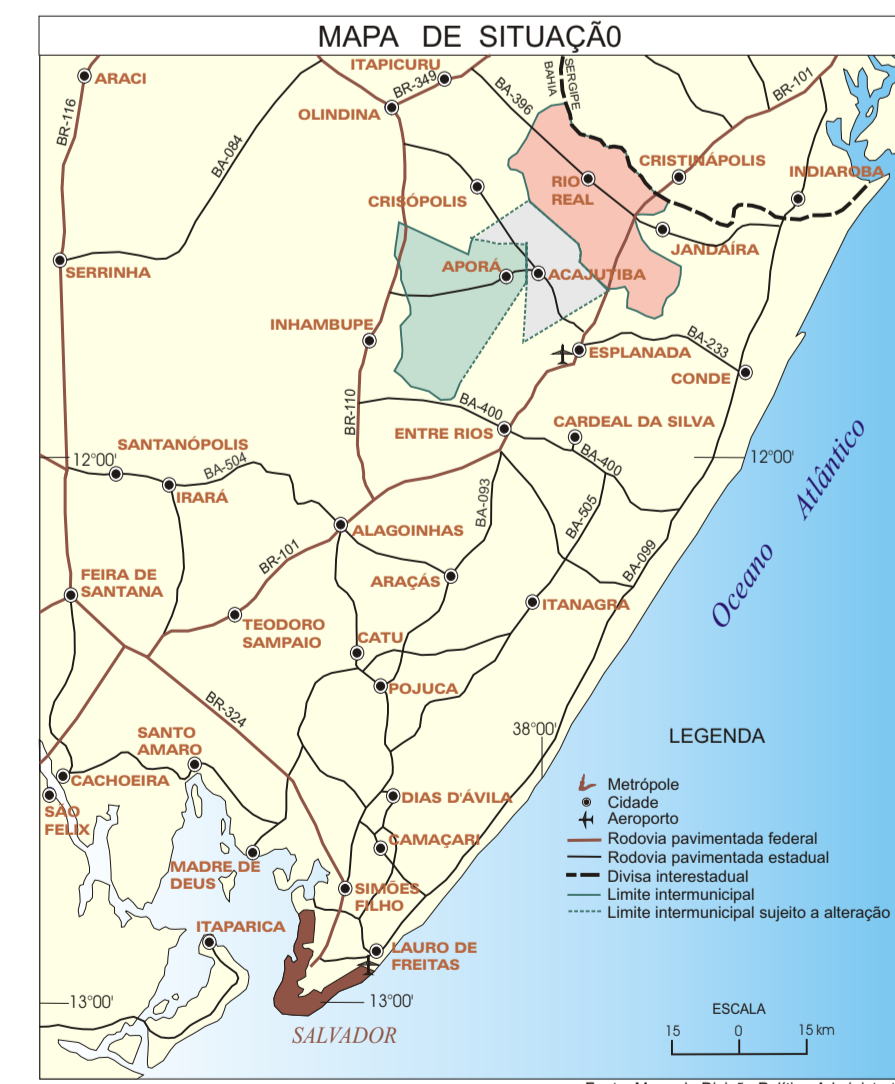 MAPA DE SITUAÇÃ0
ITAPICURU
ARACI
BR-349
SERGIPE
BAHIA
BR-101
BA-396
OLINDINA
BR-116
BA-084
CRISTINÁPOLIS
INDIAROBA
RIO
REAL
CRISÓPOLIS
JANDAÍRA
SERRINHA
APORÁ
ACAJUTIBA
INHAMBUPE
ESPLANADA
BA-233
CONDE
BR-110
BA-400
ENTRE RIOS
CARDEAL DA SILVA
SANTANÓPOLIS
12°00'
BA-504
BA-400
12°00'
Oceano Atlântico
IRARÁ
BA-093
BA-505
ALAGOINHAS
BR-101
BA-099
FEIRA DE
SANTANA
ARAÇÁS
ITANAGRA
TEODORO
SAMPAIO
CATU
POJUCA
BR-324
SANTO
AMARO
38°00'
CACHOEIRA
SÃO
FELIX
DIAS D'ÁVILA
CAMAÇARI
MADRE DE
DEUS
SIMÕES
FILHO
ITAPARICA
LAURO DE
FREITAS
13°00'
13°00'
SALVADOR
LEGENDA
Metrópole
Cidade
Aeroporto
Rodovia pavimentada federal
Rodovia pavimentada estadual
Divisa interestadual
Limite intermunicipal
Limite intermunicipal sujeito a alteração
ESCALA
15 0 15 km